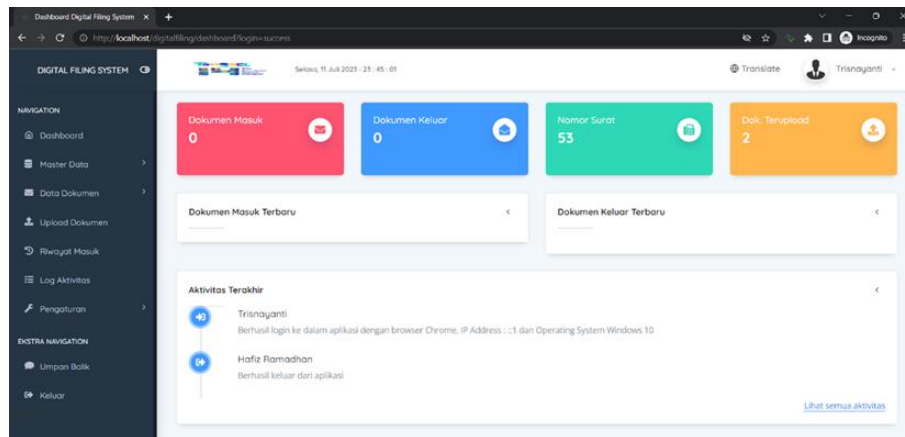 Dashboard Digital Filing System
http://localhost/digitalfiling/dashboard?login=success
Incognito
DIGITAL FILING SYSTEM
Selasa, 11 Juli 2023 - 23 : 45 : 01
Translate
Trisnayanti
NAVIGATION
Dashboard
Master Data
Data Dokumen
Upload Dokumen
Riwayat Masuk
Log Aktivitas
Pengaturan
EKSTRA NAVIGATION
Umpan Balik
Keluar
Dokumen Masuk
0
Dokumen Keluar
0
Nomor Surat
53
Dok. Terupload
2
Dokumen Masuk Terbaru
Dokumen Keluar Terbaru
Aktivitas Terakhir
Trisnayanti
Berhasil login ke dalam aplikasi dengan browser Chrome, IP Address : ::1 dan Operating System Windows 10
Hafiz Ramadhan
Berhasil keluar dari aplikasi
Lihat semua aktivitas